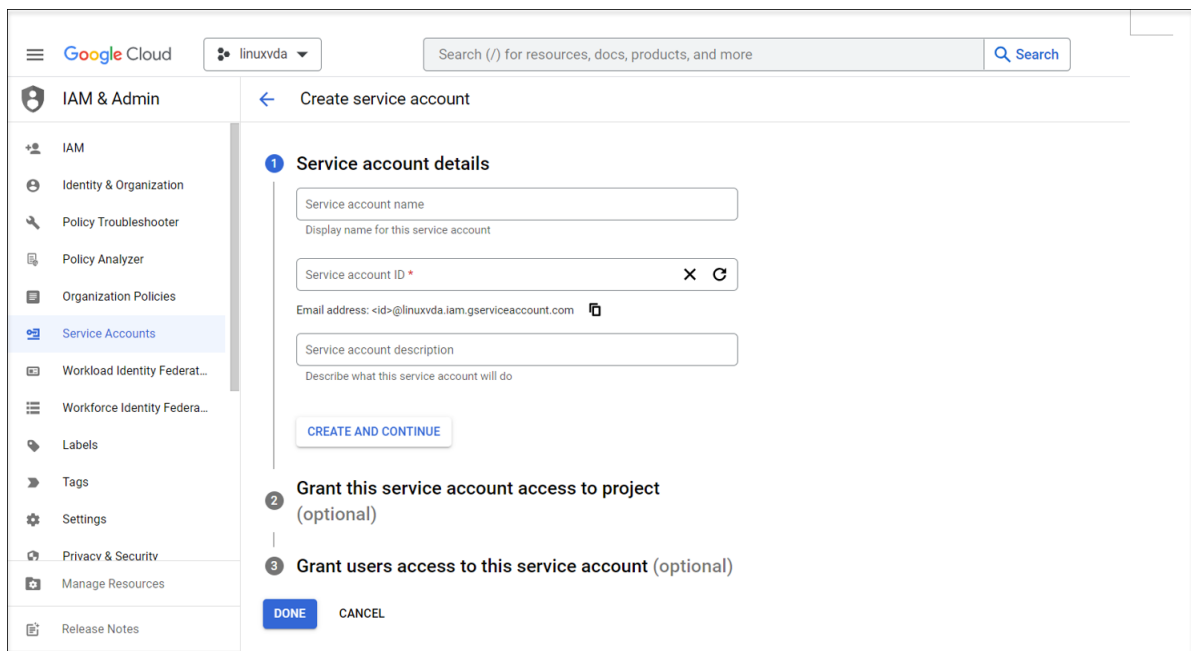 Google Cloud
linuxvda
Search (/) for resources, docs, products, and more
Search
IAM & Admin
Create service account
IAM
Identity & Organization
Policy Troubleshooter
Policy Analyzer
Organization Policies
Service Accounts
Workload Identity Federat...
Workforce Identity Federa...
Labels
Tags
Settings
Privacy & Security
Manage Resources
Release Notes
1 Service account details
Service account name
Display name for this service account
Service account ID *
Email address: <id>@linuxvda.iam.gserviceaccount.com
Service account description
Describe what this service account will do
CREATE AND CONTINUE
2 Grant this service account access to project
(optional)
3 Grant users access to this service account (optional)
DONE CANCEL